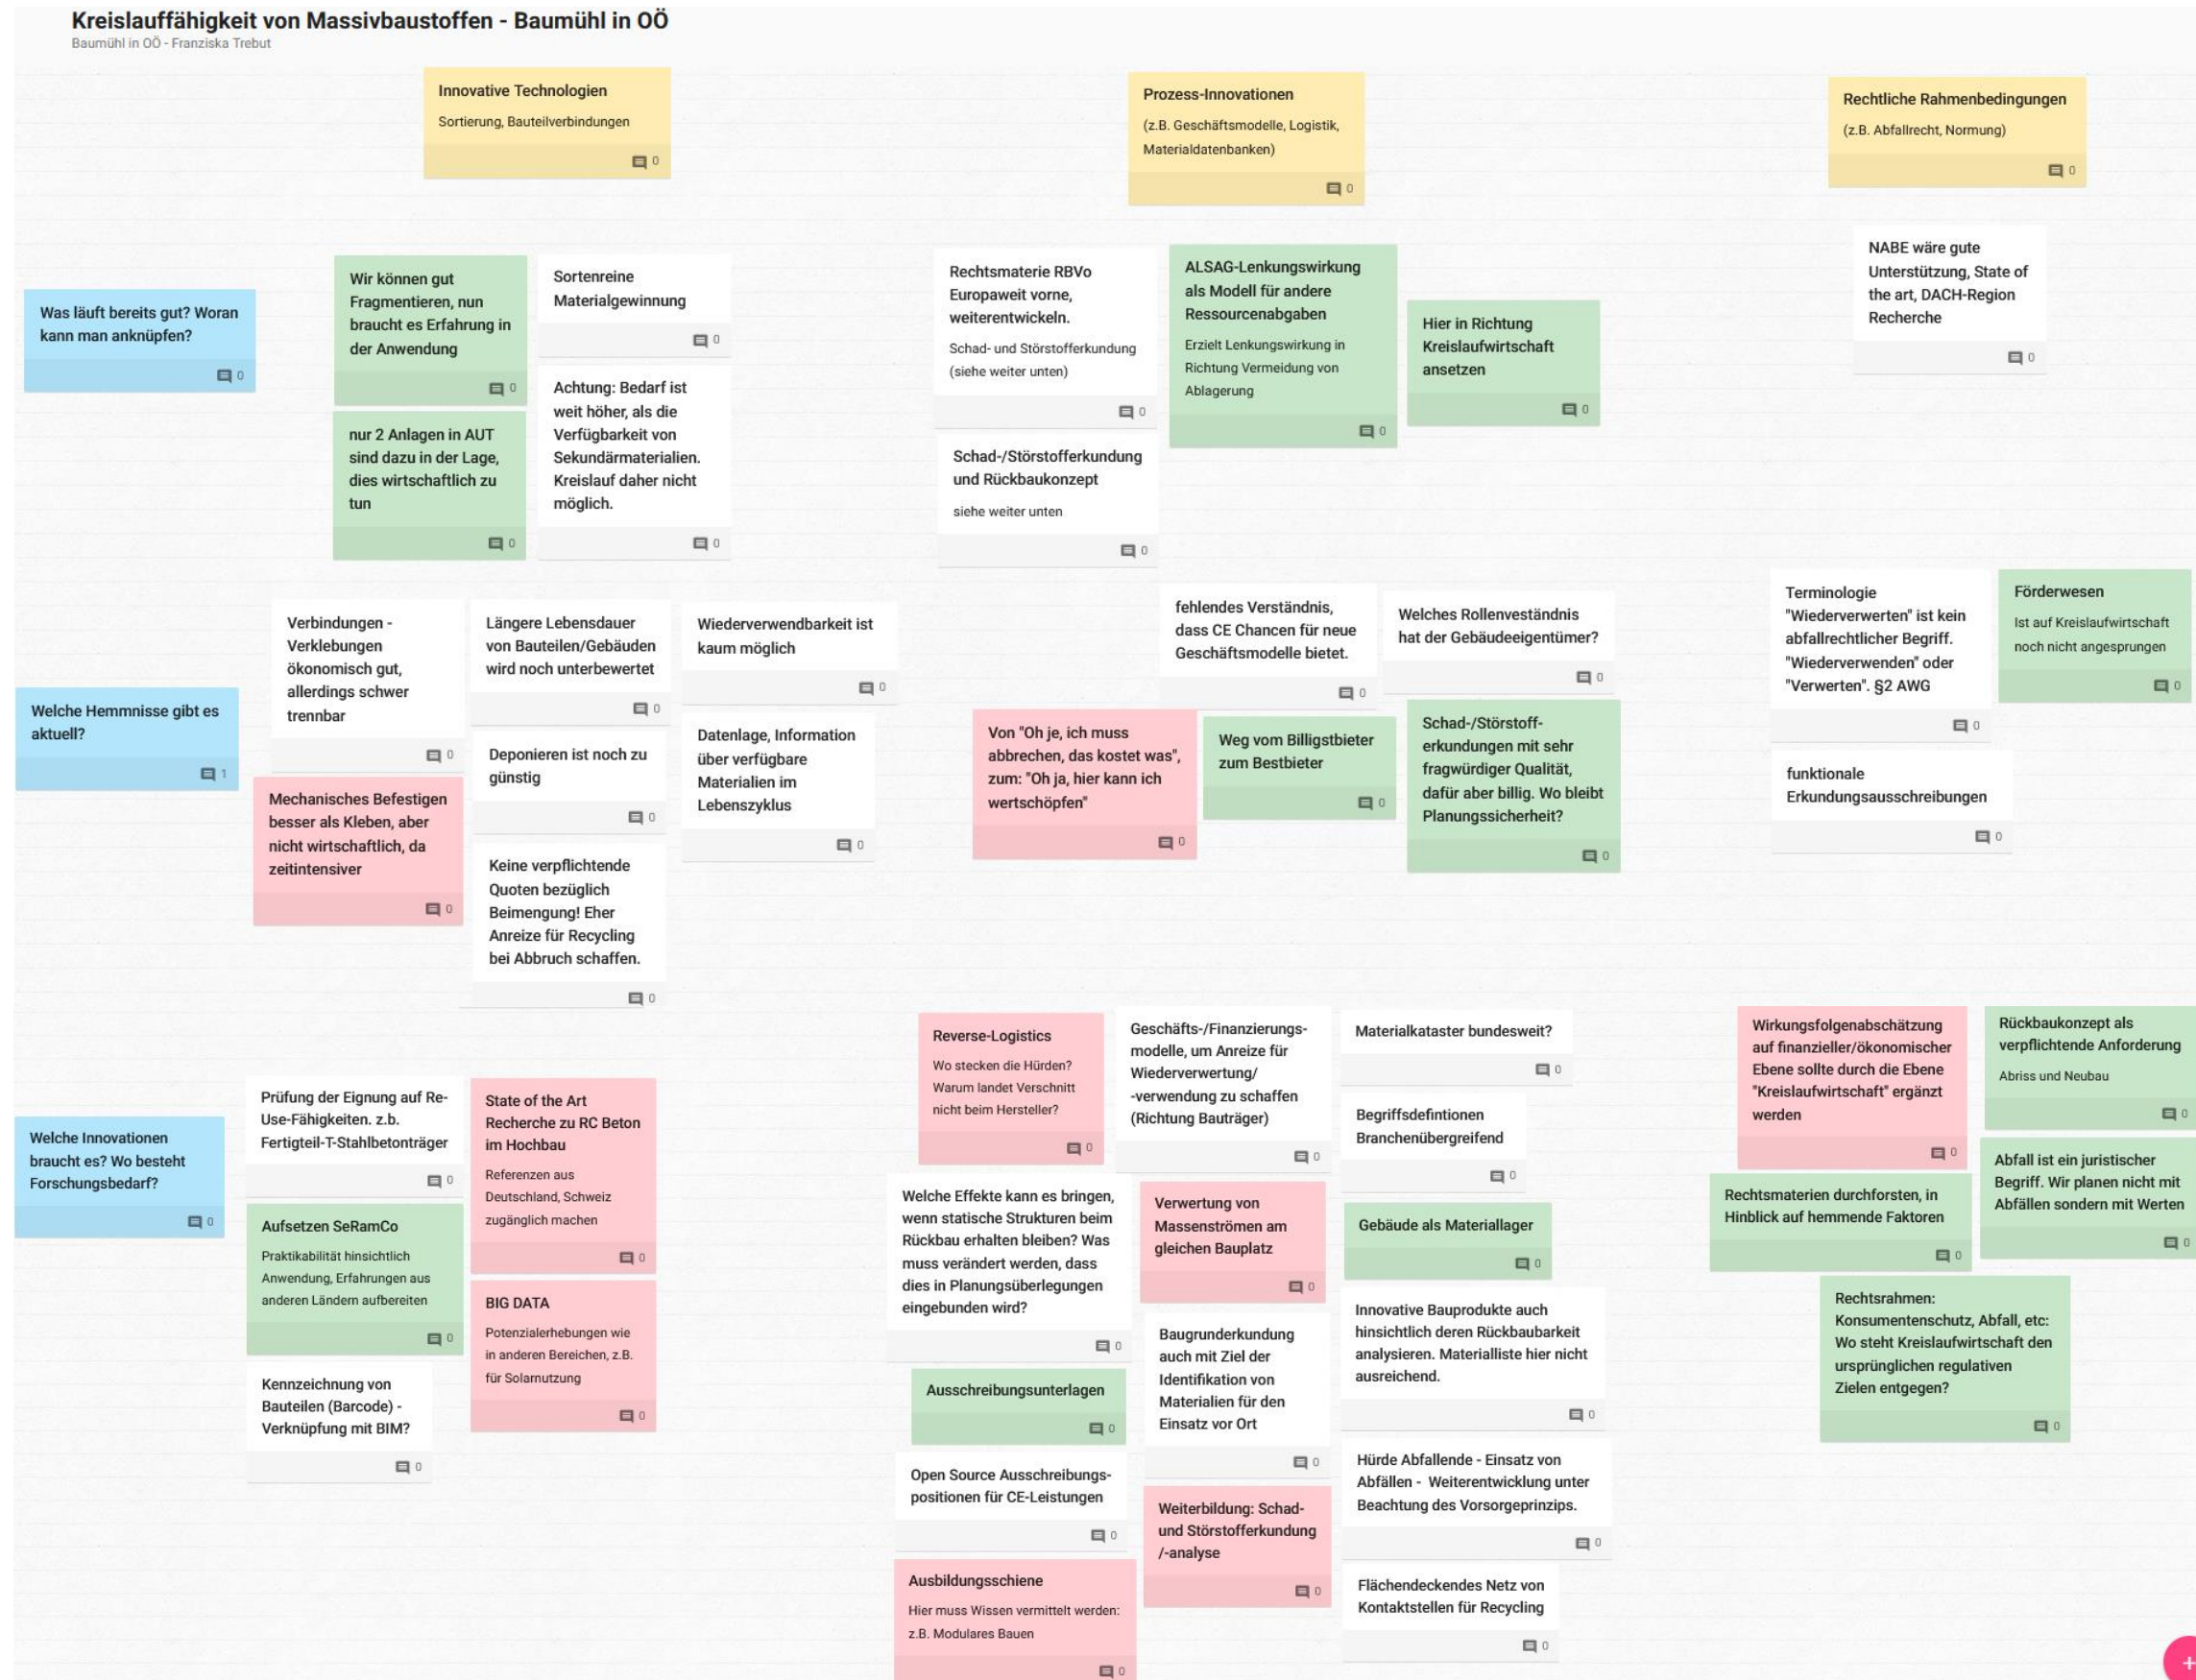 Kreislauffähigkeit von Massivbaustoffen - Baumühl in OÖ
Baumühl in OÖ - Franziska Trebut
Innovative Technologien
Sortierung, Bauteilverbindungen
0
Prozess-Innovationen
(z.B. Geschäftsmodelle, Logistik,
Materialdatenbanken)
0
Rechtliche Rahmenbedingungen
(z.B. Abfallrecht, Normung)
0
Was läuft bereits gut? Woran
kann man anknüpfen?
0
Wir können gut
Fragmentieren, nun
braucht es Erfahrung in
der Anwendung
0
Sortenreine
Materialgewinnung
0
nur 2 Anlagen in AUT
sind dazu in der Lage,
dies wirtschaftlich zu
tun
0
Achtung: Bedarf ist
weit höher, als die
Verfügbarkeit von
Sekundärmaterialien.
Kreislauf daher nicht
möglich.
0
Rechtsmaterie RBVo
Europaweit vorne,
weiterentwickeln.
Schad- und Störstofferkundung
(siehe weiter unten)
0
ALSAG-Lenkungswirkung
als Modell für andere
Ressourcenabgaben
Erzielt Lenkungswirkung in
Richtung Vermeidung von
Ablagerung
0
Hier in Richtung
Kreislaufwirtschaft
ansetzen
0
Schad-/Störstofferkundung
und Rückbaukonzept
siehe weiter unten
0
NABE wäre gute
Unterstützung, State of
the art, DACH-Region
Recherche
0
Welche Hemmnisse gibt es
aktuell?
1
Verbindungen -
Verklebungen
ökonomisch gut,
allerdings schwer
trennbar
0
Längere Lebensdauer
von Bauteilen/Gebäuden
wird noch unterbewertet
0
Wiederverwendbarkeit ist
kaum möglich
0
Mechanisches Befestigen
besser als Kleben, aber
nicht wirtschaftlich, da
zeitintensiver
0
Deponieren ist noch zu
günstig
0
Datenlage, Information
über verfügbare
Materialien im
Lebenszyklus
0
Keine verpflichtende
Quoten bezüglich
Beimengung! Eher
Anreize für Recycling
bei Abbruch schaffen.
0
fehlendes Verständnis,
dass CE Chancen für neue
Geschäftsmodelle bietet.
0
Welches Rollenveständnis
hat der Gebäudeeigentümer?
0
Von "Oh je, ich muss
abbrechen, das kostet was",
zum: "Oh ja, hier kann ich
wertschöpfen"
0
Weg vom Billigstbieter
zum Bestbieter
0
Schad-/Störstoff-
erkundungen mit sehr
fragwürdiger Qualität,
dafür aber billig. Wo bleibt
Planungssicherheit?
0
Terminologie
"Wiederverwerten" ist kein
abfallrechtlicher Begriff.
"Wiederverwenden" oder
"Verwerten". §2 AWG
0
Förderwesen
Ist auf Kreislaufwirtschaft
noch nicht angesprungen
0
funktionale
Erkundungsausschreibungen
0
Welche Innovationen
braucht es? Wo besteht
Forschungsbedarf?
0
Prüfung der Eignung auf Re-
Use-Fähigkeiten. z.b.
Fertigteil-T-Stahlbetonträger
0
State of the Art
Recherche zu RC Beton
im Hochbau
Referenzen aus
Deutschland, Schweiz
zugänglich machen
0
Aufsetzen SeRamCo
Praktikabilität hinsichtlich
Anwendung, Erfahrungen aus
anderen Ländern aufbereiten
0
BIG DATA
Potenzialerhebungen wie
in anderen Bereichen, z.B.
für Solarnutzung
0
Kennzeichnung von
Bauteilen (Barcode) -
Verknüpfung mit BIM?
0
Reverse-Logistics
Wo stecken die Hürden?
Warum landet Verschnitt
nicht beim Hersteller?
0
Geschäfts-/Finanzierungs-
modelle, um Anreize für
Wiederverwertung/
-verwendung zu schaffen
(Richtung Bauträger)
0
Materialkataster bundesweit?
0
Begriffsdefintionen
Branchenübergreifend
0
Welche Effekte kann es bringen,
wenn statische Strukturen beim
Rückbau erhalten bleiben? Was
muss verändert werden, dass
dies in Planungsüberlegungen
eingebunden wird?
0
Verwertung von
Massenströmen am
gleichen Bauplatz
0
Gebäude als Materiallager
0
Ausschreibungsunterlagen
0
Baugrunderkundung
auch mit Ziel der
Identifikation von
Materialien für den
Einsatz vor Ort
0
Innovative Bauprodukte auch
hinsichtlich deren Rückbaubarkeit
analysieren. Materialliste hier nicht
ausreichend.
0
Open Source Ausschreibungs-
positionen für CE-Leistungen
0
Weiterbildung: Schad-
und Störstofferkundung
/-analyse
0
Hürde Abfallende - Einsatz von
Abfällen - Weiterentwicklung unter
Beachtung des Vorsorgeprinzips.
0
Ausbildungsschiene
Hier muss Wissen vermittelt werden:
z.B. Modulares Bauen
0
Flächendeckendes Netz von
Kontaktstellen für Recycling
0
Wirkungsfolgenabschätzung
auf finanzieller/ökonomischer
Ebene sollte durch die Ebene
"Kreislaufwirtschaft" ergänzt
werden
0
Rückbaukonzept als
verpflichtende Anforderung
Abriss und Neubau
0
Rechtsmaterien durchforsten, in
Hinblick auf hemmende Faktoren
0
Abfall ist ein juristischer
Begriff. Wir planen nicht mit
Abfällen sondern mit Werten
0
Rechtsrahmen:
Konsumentenschutz, Abfall, etc:
Wo steht Kreislaufwirtschaft den
ursprünglichen regulativen
Zielen entgegen?
0
+